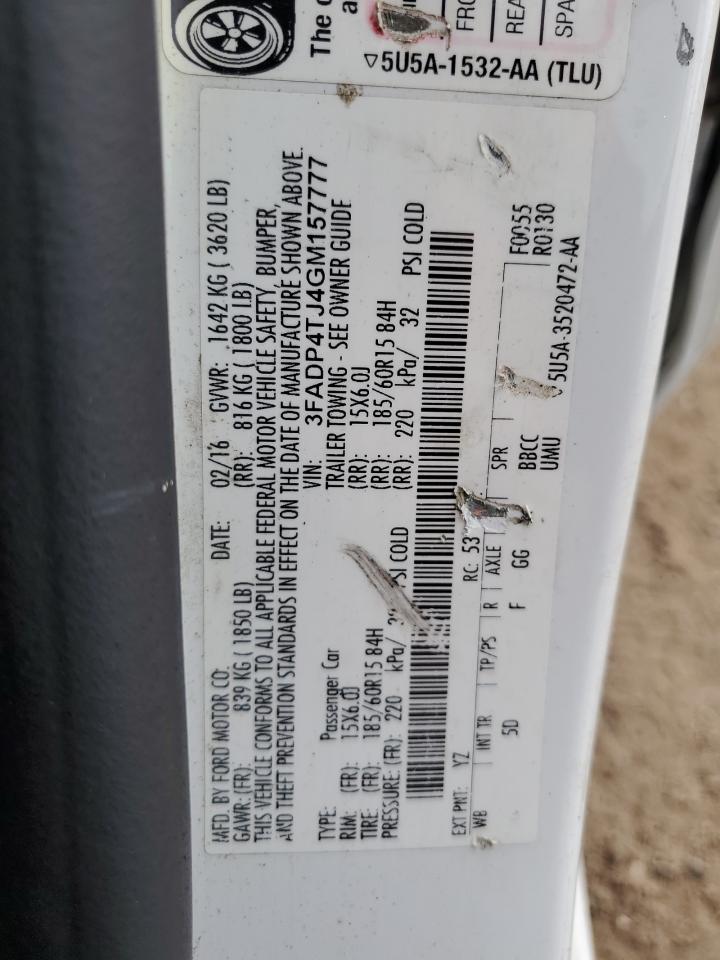 The
a
FRO
REA
SPA
▽5U5A-1532-AA (TLU)
MFD. BY FORD MOTOR CO. DATE: 02/16 GVWR: 1642 KG ( 3620 LB)
GAWR: (FR): 839 KG ( 1850 LB) (RR): 816 KG ( 1800 LB)
THIS VEHICLE CONFORMS TO ALL APPLICABLE FEDERAL MOTOR VEHICLE SAFETY, BUMPER,
AND THEFT PREVENTION STANDARDS IN EFFECT ON THE DATE OF MANUFACTURE SHOWN ABOVE.
VIN: 3FADP4TJ4GM157777
TYPE: Passenger Car TRAILER TOWING - SEE OWNER GUIDE
RIM: (FR): 15X6.0J (RR): 15X6.0J
TIRE: (FR): 185/60R15 84H (RR): 185/60R15 84H
PRESSURE: (FR): 220 kPa/ PSI COLD (RR): 220 kPa/ 32 PSI COLD
EXT PNT: YZ RC: 53 F0055
WB INT TR TP/PS R AXLE SPR R0130
5D F GG BBCC
UMU 5U5A-3520472-AA